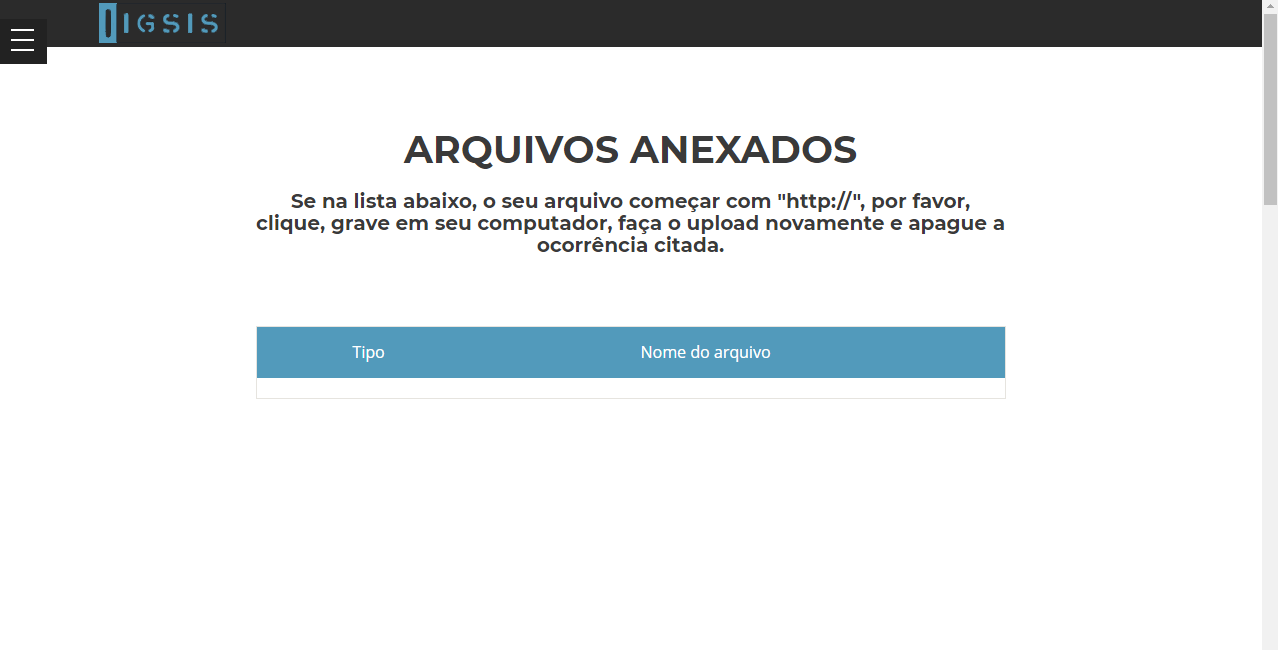 IGSIS
ARQUIVOS ANEXADOS
Se na lista abaixo, o seu arquivo começar com "http://", por favor,
clique, grave em seu computador, faça o upload novamente e apague a
ocorrência citada.
Tipo Nome do arquivo